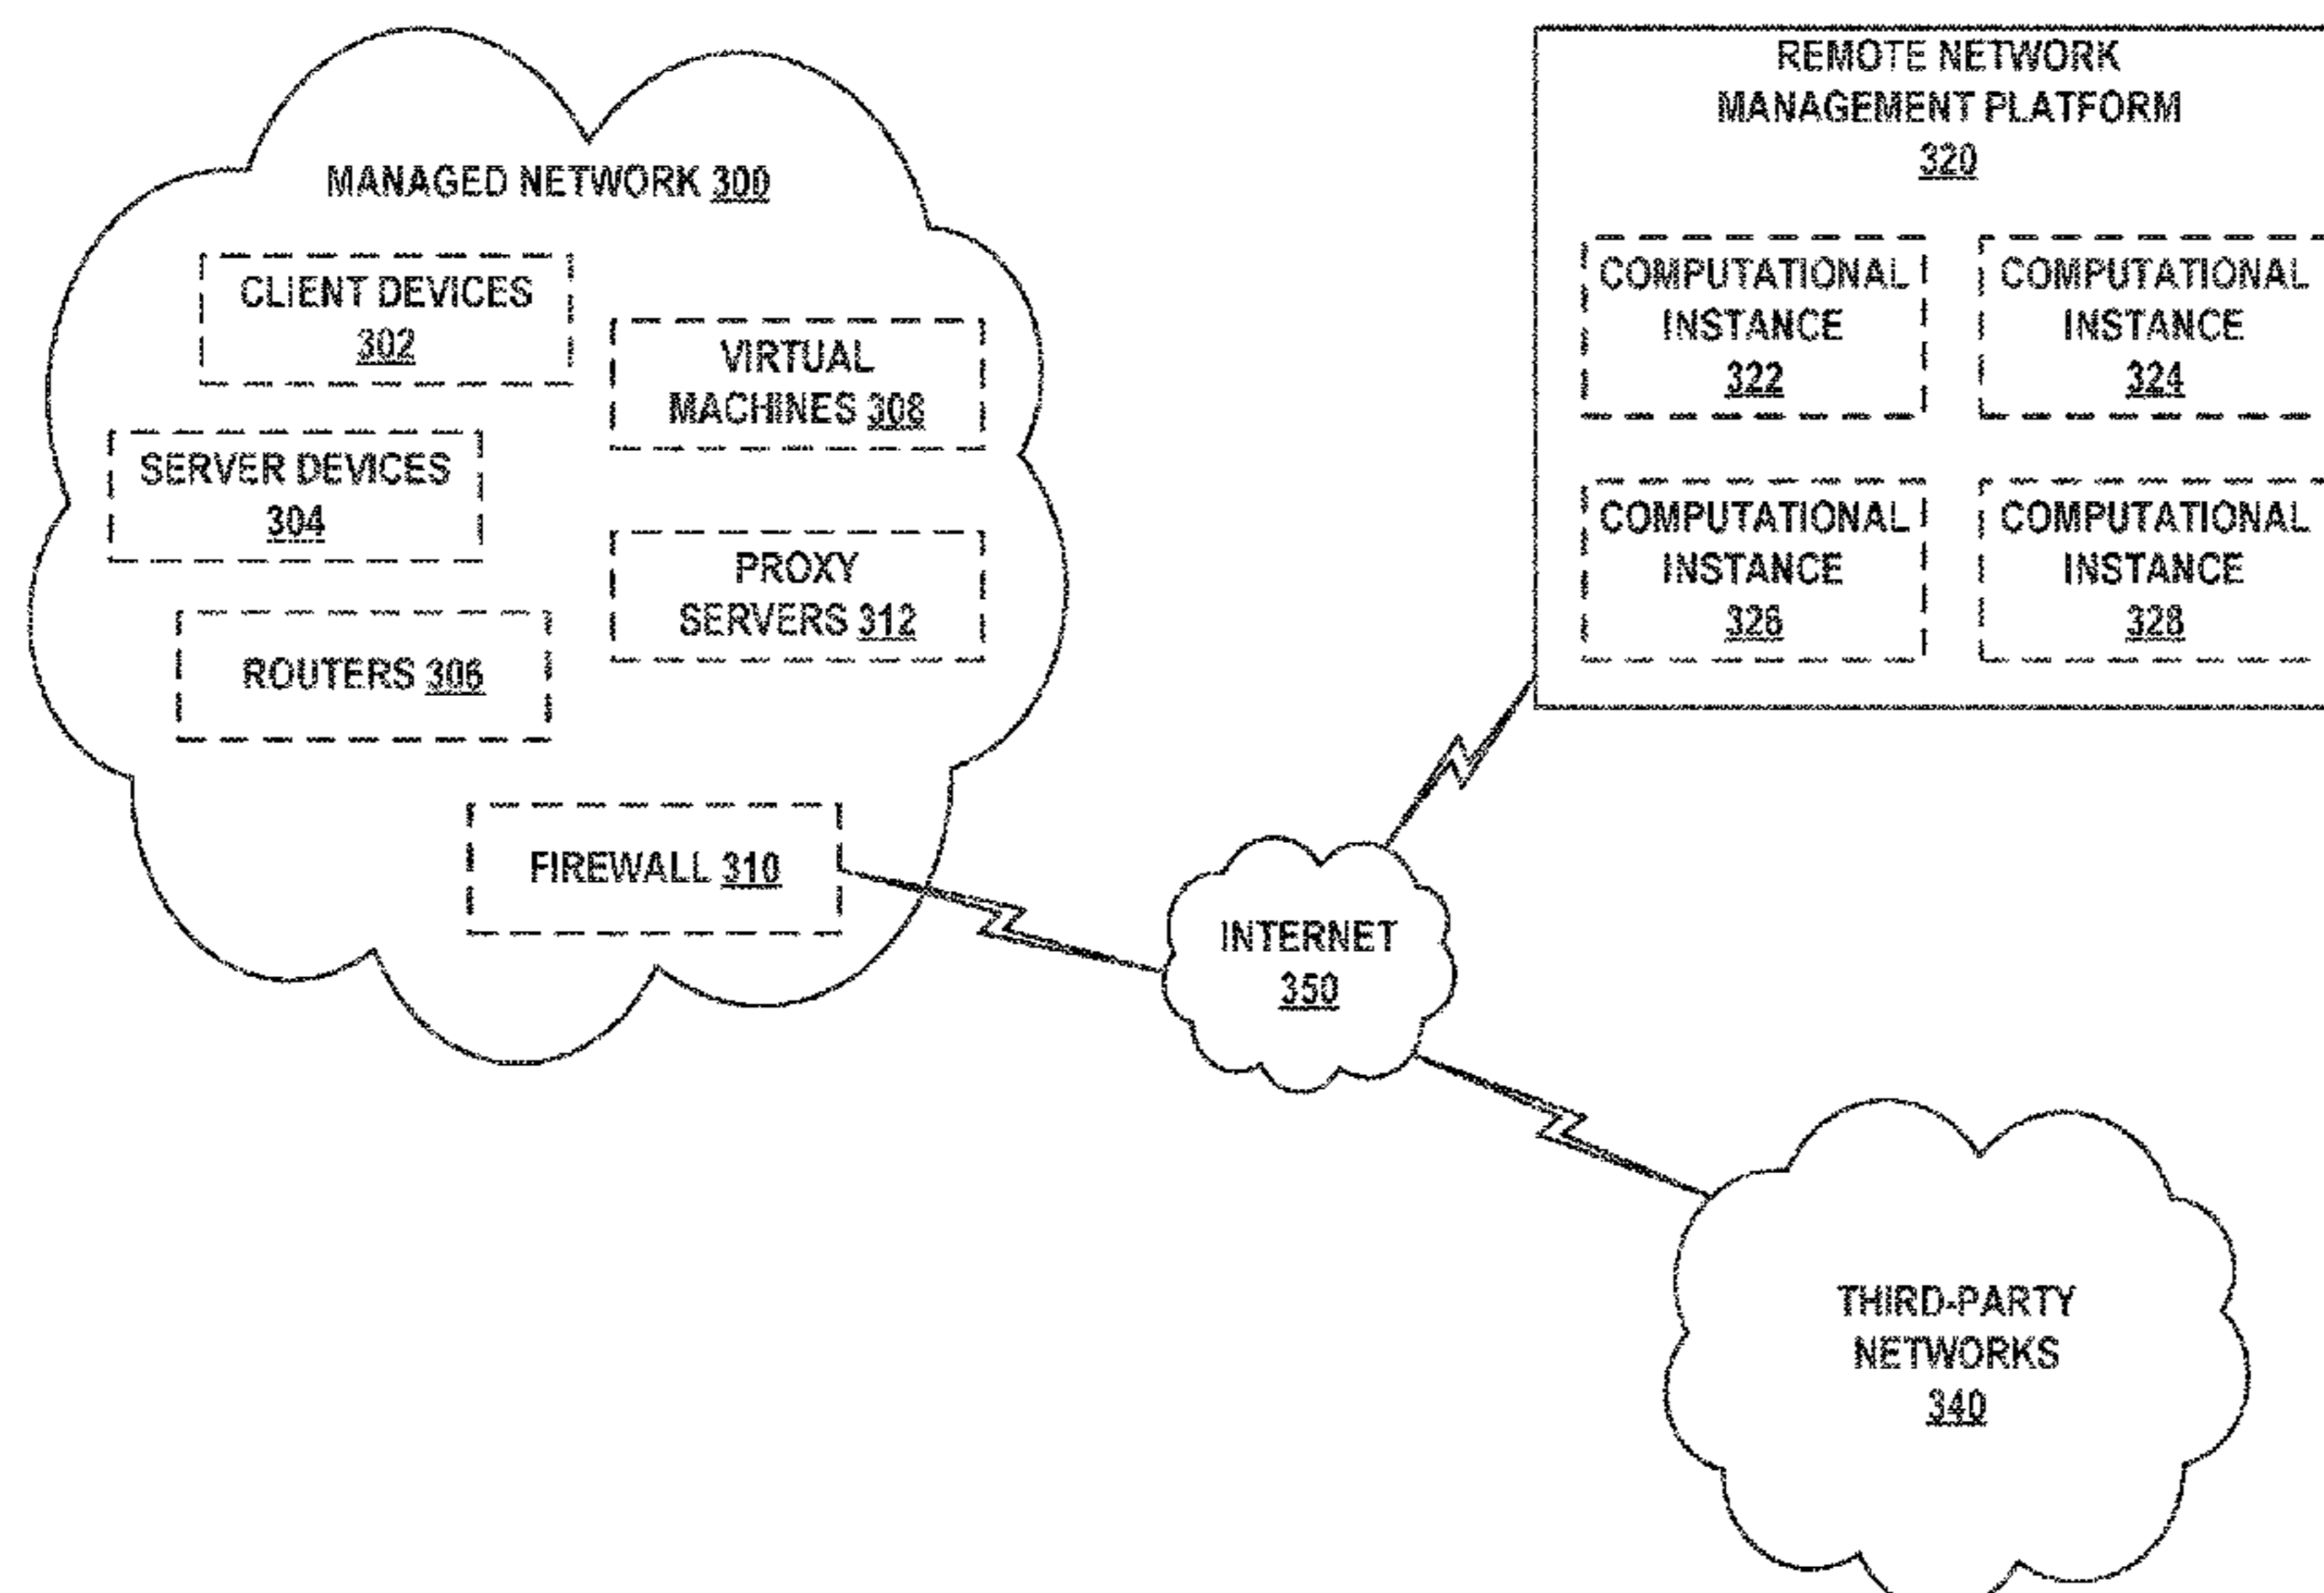 MANAGED NETWORK 300
CLIENT DEVICES
302
VIRTUAL
MACHINES 308
SERVER DEVICES
304
PROXY
SERVERS 312
ROUTERS 306
FIREWALL 310
REMOTE NETWORK
MANAGEMENT PLATFORM
320
COMPUTATIONAL
INSTANCE
322
COMPUTATIONAL
INSTANCE
324
COMPUTATIONAL
INSTANCE
326
COMPUTATIONAL
INSTANCE
328
INTERNET
350
THIRD-PARTY
NETWORKS
340